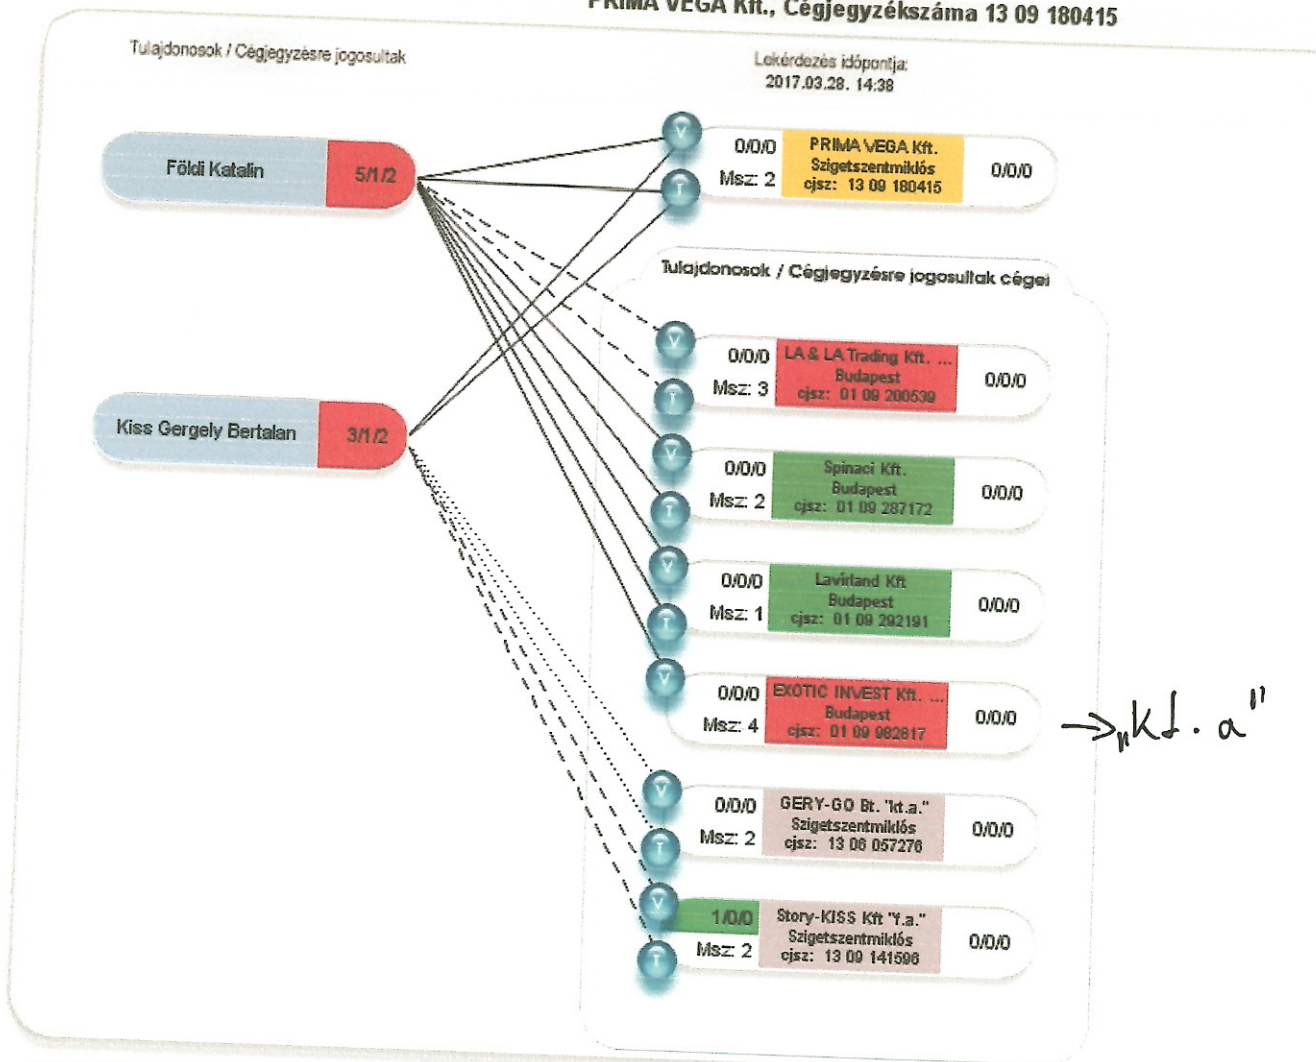 PRIMA VEGA Kft., Cégjegyzékszáma 13 09 180415
Tulajdonosok / Cégjegyzésre jogosultak
Lekérdezés időpontja:
2017.03.28. 14:38
Földi Katalin
5/1/2
V
T
0/0/0
Msz: 2
PRIMA VEGA Kft.
Szigetszentmiklós
cjsz: 13 09 180415
0/0/0
Tulajdonosok / Cégjegyzésre jogosultak cégei
V
T
0/0/0
Msz: 3
LA & LA Trading Kft. ...
Budapest
cjsz: 01 09 200539
0/0/0
Kiss Gergely Bertalan
3/1/2
V
T
0/0/0
Msz: 2
Spinaci Kft.
Budapest
cjsz: 01 09 287172
0/0/0
V
T
0/0/0
Msz: 1
Lavirland Kft
Budapest
cjsz: 01 09 292191
0/0/0
V
0/0/0
Msz: 4
EXOTIC INVEST Kft. ...
Budapest
cjsz: 01 09 982817
0/0/0
→ „kt. a"
V
T
0/0/0
Msz: 2
GERY-GO Bt. "kt.a."
Szigetszentmiklós
cjsz: 13 06 057276
0/0/0
V
T
1/0/0
Msz: 2
Story-KISS Kft "f.a."
Szigetszentmiklós
cjsz: 13 09 141596
0/0/0